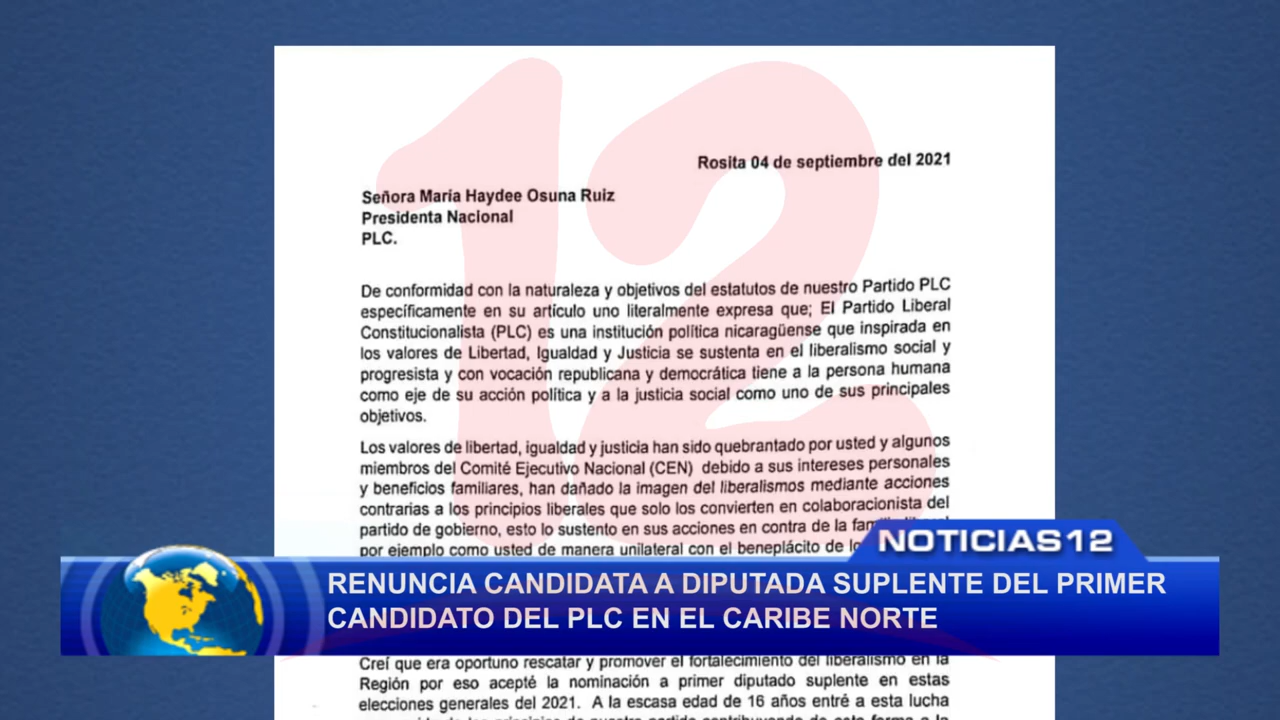 12
Rosita 04 de septiembre del 2021
Señora María Haydee Osuna Ruiz
Presidenta Nacional
PLC.
De conformidad con la naturaleza y objetivos del estatutos de nuestro Partido PLC
específicamente en su artículo uno literalmente expresa que; El Partido Liberal
Constitucionalista (PLC) es una institución política nicaragüense que inspirada en
los valores de Libertad, Igualdad y Justicia se sustenta en el liberalismo social y
progresista y con vocación republicana y democrática tiene a la persona humana
como eje de su acción política y a la justicia social como uno de sus principales
objetivos.
Los valores de libertad, igualdad y justicia han sido quebrantado por usted y algunos
miembros del Comité Ejecutivo Nacional (CEN) debido a sus intereses personales
y beneficios familiares, han dañado la imagen del liberalismos mediante acciones
contrarias a los principios liberales que solo los convierten en colaboracionista del
partido de gobierno, esto lo sustento en sus acciones en contra de la
por ejemplo como usted de manera unilateral con el beneplácito de
NOTICIAS12
RENUNCIA CANDIDATA A DIPUTADA SUPLENTE DEL PRIMER
CANDIDATO DEL PLC EN EL CARIBE NORTE
Creí que era oportuno rescatar y promover el fortalecimiento del liberalismo en la
Región por eso acepté la nominación a primer diputado suplente en estas
elecciones generales del 2021. A la escasa edad de 16 años entré a esta lucha